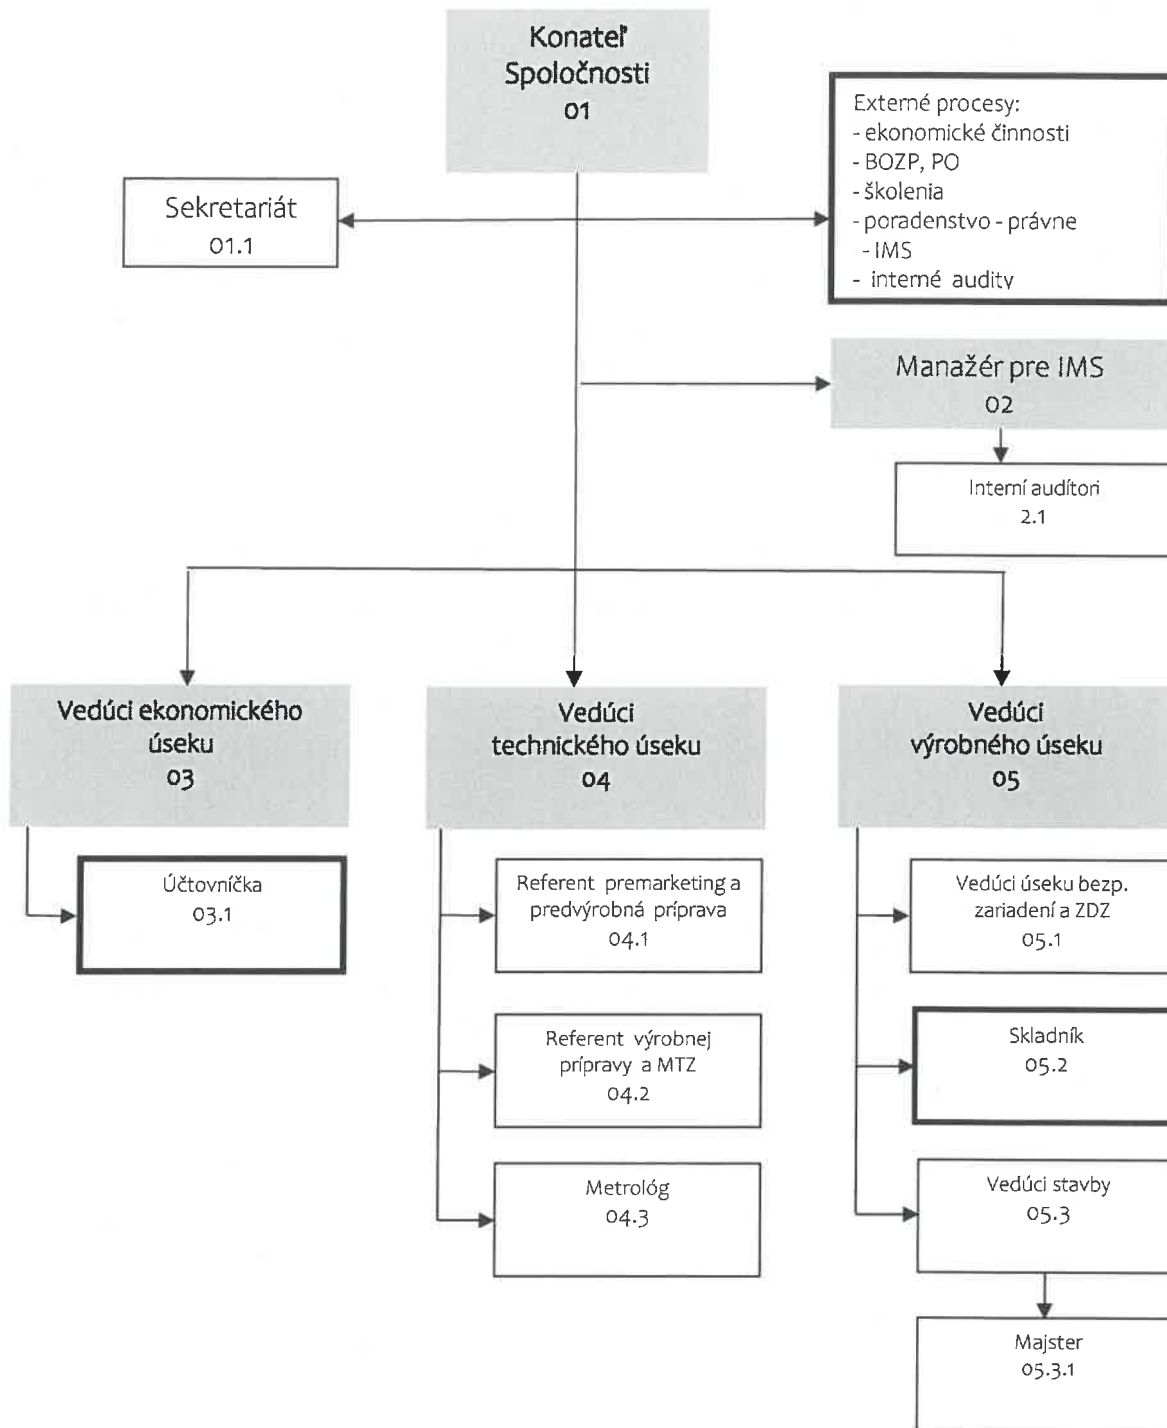 Konateľ
Spoločnosti
01
Externé procesy:
- ekonomické činnosti
- BOZP, PO
- školenia
- poradenstvo - právne
- IMS
- interné audity
Sekretariát
01.1
Manažér pre IMS
02
Interní audítori
2.1
Vedúci ekonomického
úseku
03
Vedúci
technického úseku
04
Vedúci
výrobného úseku
05
Účtovníčka
03.1
Referent premarketing a
predvýrobná príprava
04.1
Vedúci úseku bezp.
zariadení a ZDZ
05.1
Referent výrobnej
prípravy a MTZ
04.2
Skladník
05.2
Metrológ
04.3
Vedúci stavby
05.3
Majster
05.3.1